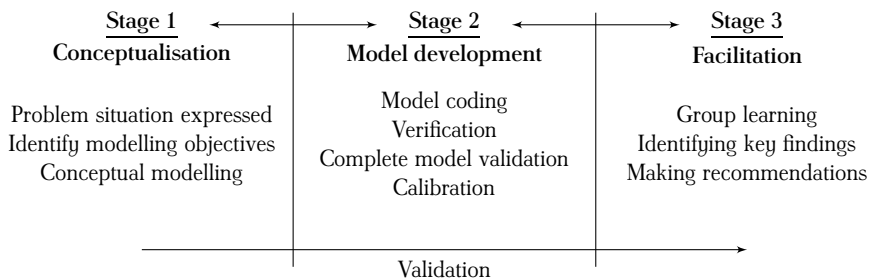 Stage 1
Conceptualisation
Problem situation expressed
Identify modelling objectives
Conceptual modelling
Stage 2
Model development
Model coding
Verification
Complete model validation
Calibration
Stage 3
Facilitation
Group learning
Identifying key findings
Making recommendations
Validation